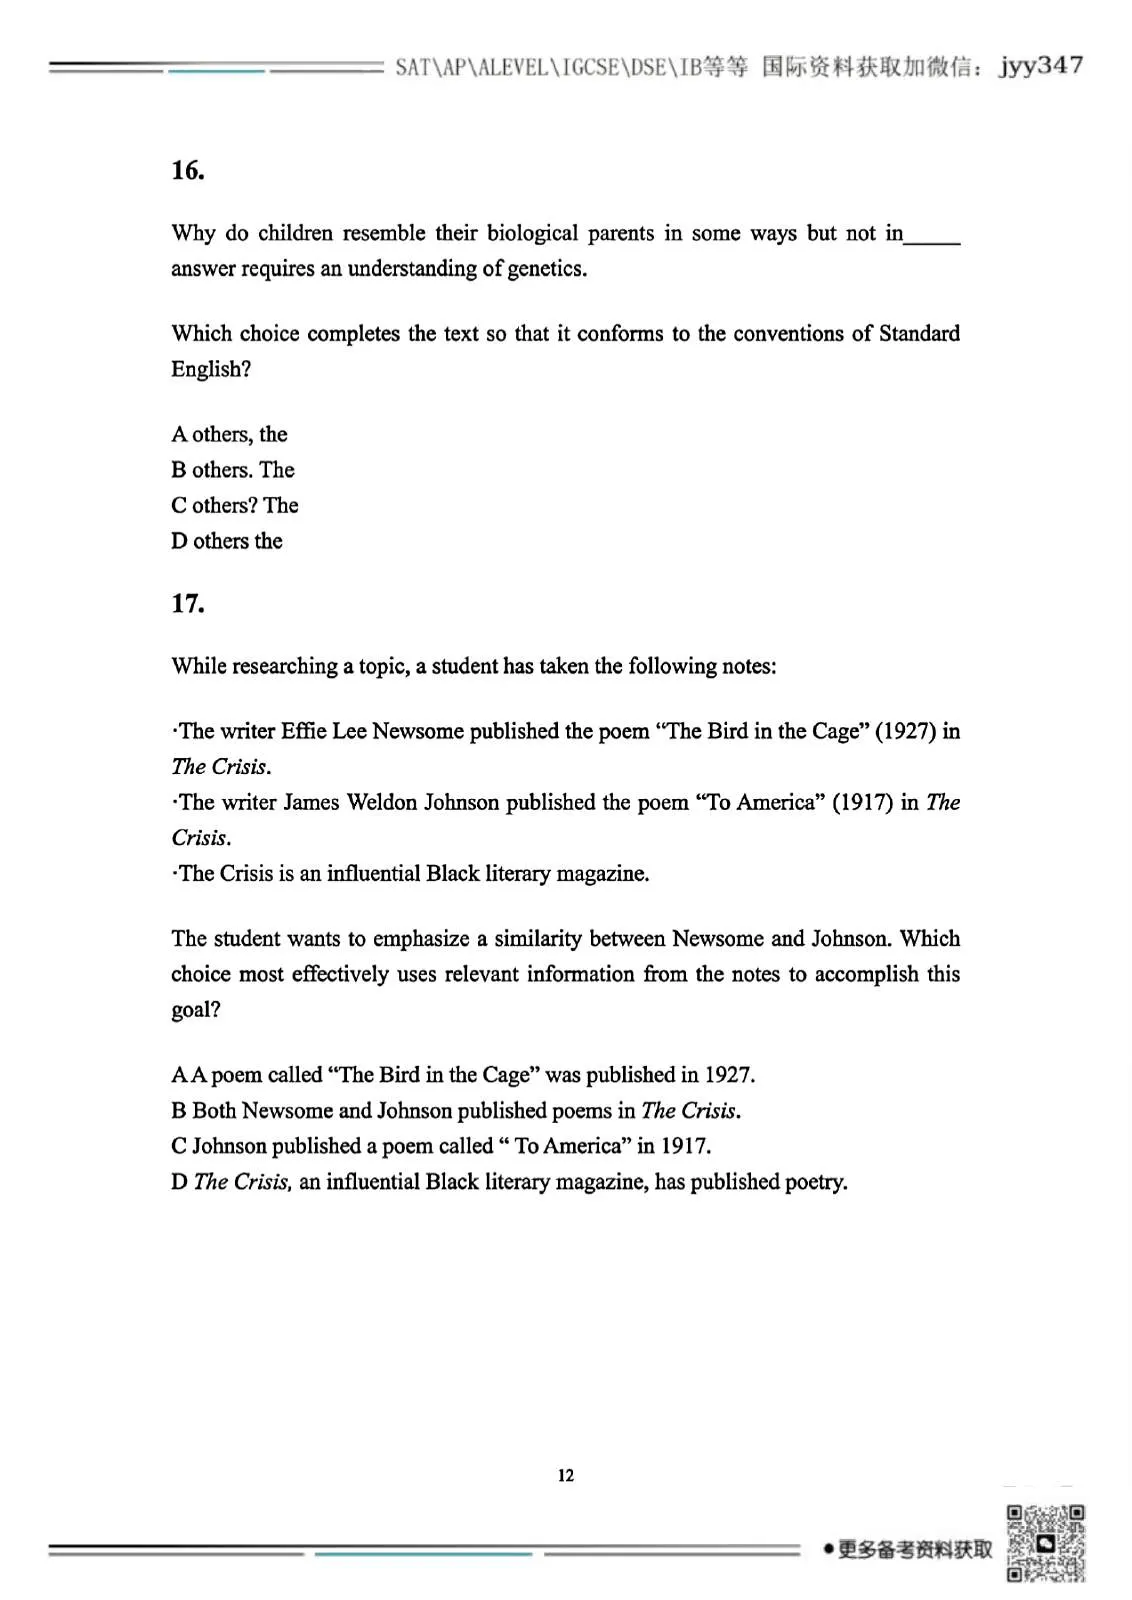 SAT\AP\ALEVEL\IGCSE\DSE\IB等等 国际资料获取加微信：jyy347
16.
Why do children resemble their biological parents in some ways but not in_____
answer requires an understanding of genetics.
Which choice completes the text so that it conforms to the conventions of Standard
English?
A others, the
B others. The
C others? The
D others the
17.
While researching a topic, a student has taken the following notes:
·The writer Effie Lee Newsome published the poem “The Bird in the Cage” (1927) in
The Crisis.
·The writer James Weldon Johnson published the poem “To America” (1917) in The
Crisis.
·The Crisis is an influential Black literary magazine.
The student wants to emphasize a similarity between Newsome and Johnson. Which
choice most effectively uses relevant information from the notes to accomplish this
goal?
A A poem called “The Bird in the Cage” was published in 1927.
B Both Newsome and Johnson published poems in The Crisis.
C Johnson published a poem called “ To America” in 1917.
D The Crisis, an influential Black literary magazine, has published poetry.
12
●更多备考资料获取